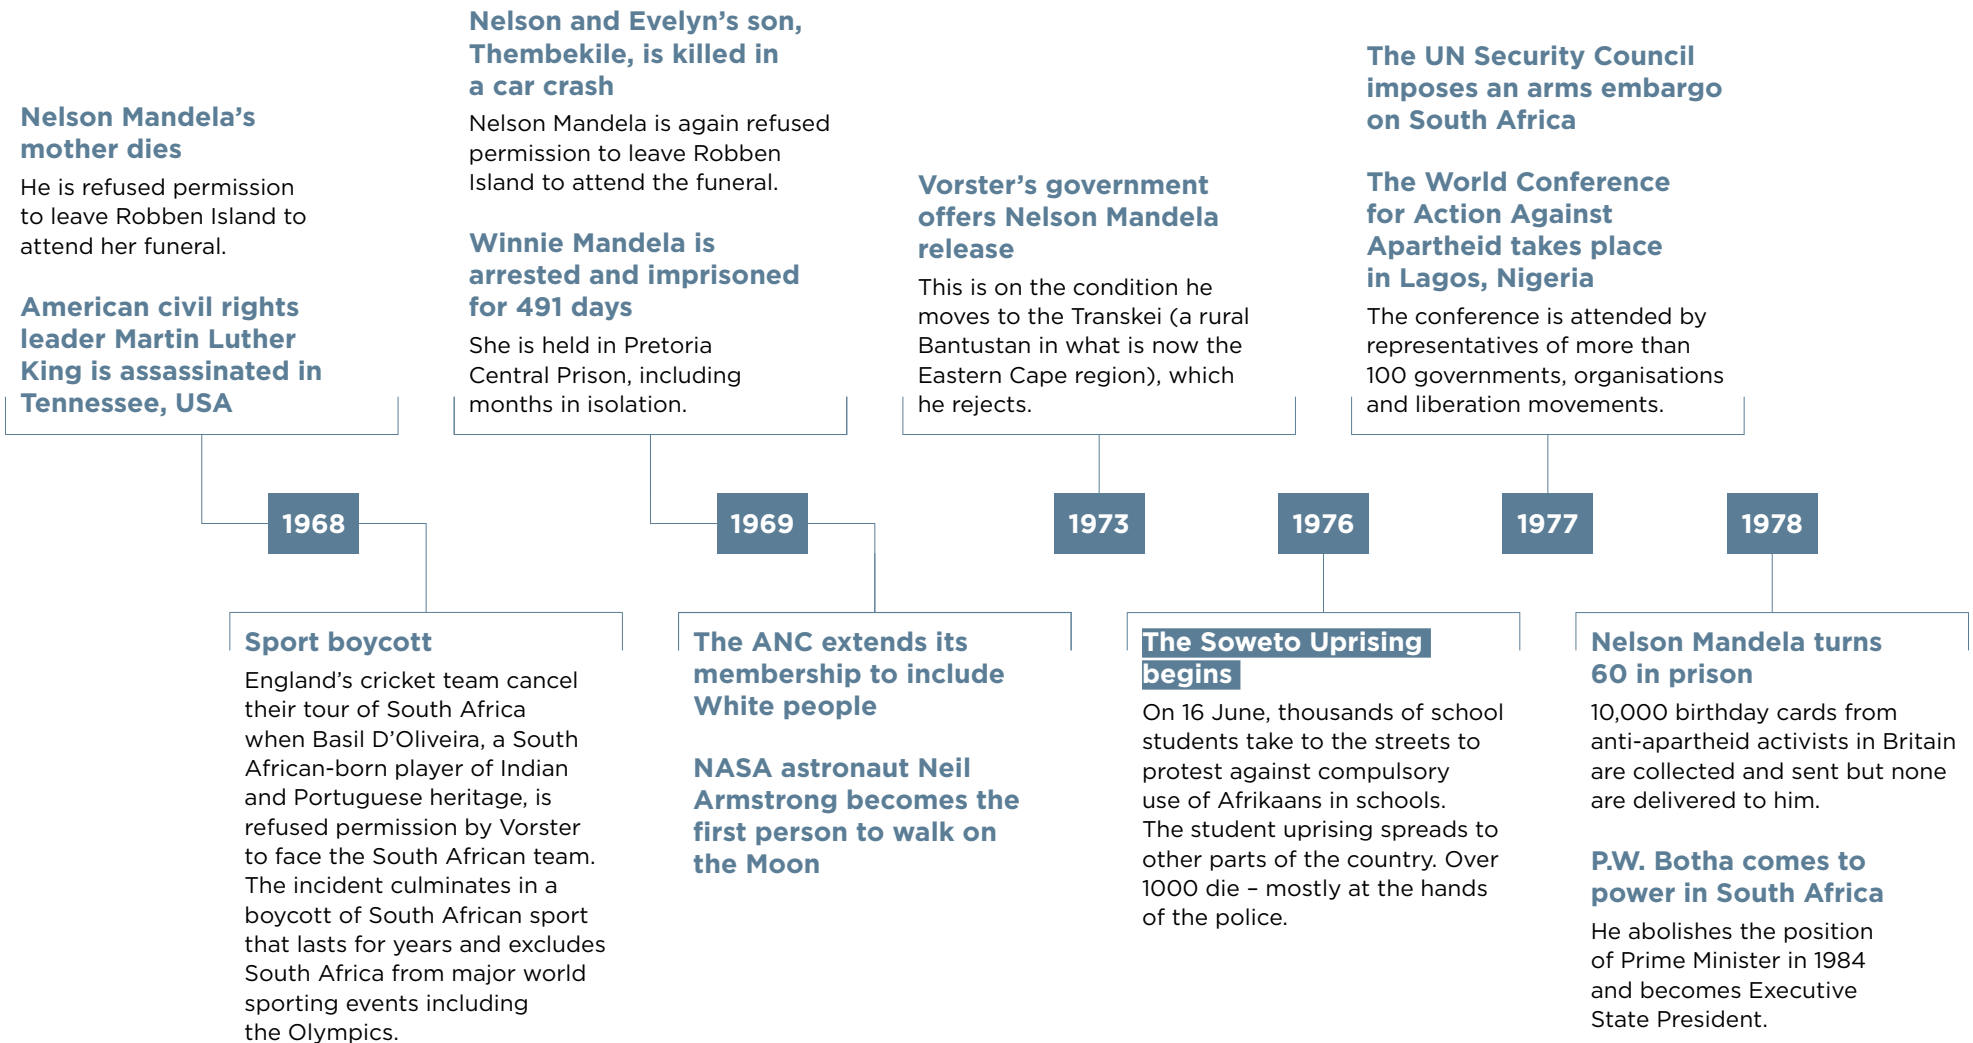 Nelson Mandela’s
mother dies
He is refused permission
to leave Robben Island to
attend her funeral.
American civil rights
leader Martin Luther
King is assassinated in
Tennessee, USA
1968
Sport boycott
England’s cricket team cancel
their tour of South Africa
when Basil D’Oliveira, a South
African-born player of Indian
and Portuguese heritage, is
refused permission by Vorster
to face the South African team.
The incident culminates in a
boycott of South African sport
that lasts for years and excludes
South Africa from major world
sporting events including
the Olympics.
Nelson and Evelyn’s son,
Thembekile, is killed in
a car crash
Nelson Mandela is again refused
permission to leave Robben
Island to attend the funeral.
Winnie Mandela is
arrested and imprisoned
for 491 days
She is held in Pretoria
Central Prison, including
months in isolation.
1969
The ANC extends its
membership to include
White people
NASA astronaut Neil
Armstrong becomes the
first person to walk on
the Moon
Vorster’s government
offers Nelson Mandela
release
This is on the condition he
moves to the Transkei (a rural
Bantustan in what is now the
Eastern Cape region), which
he rejects.
1973
1976
The Soweto Uprising
begins
On 16 June, thousands of school
students take to the streets to
protest against compulsory
use of Afrikaans in schools.
The student uprising spreads to
other parts of the country. Over
1000 die – mostly at the hands
of the police.
The UN Security Council
imposes an arms embargo
on South Africa
The World Conference
for Action Against
Apartheid takes place
in Lagos, Nigeria
The conference is attended by
representatives of more than
100 governments, organisations
and liberation movements.
1977
1978
Nelson Mandela turns
60 in prison
10,000 birthday cards from
anti-apartheid activists in Britain
are collected and sent but none
are delivered to him.
P.W. Botha comes to
power in South Africa
He abolishes the position
of Prime Minister in 1984
and becomes Executive
State President.